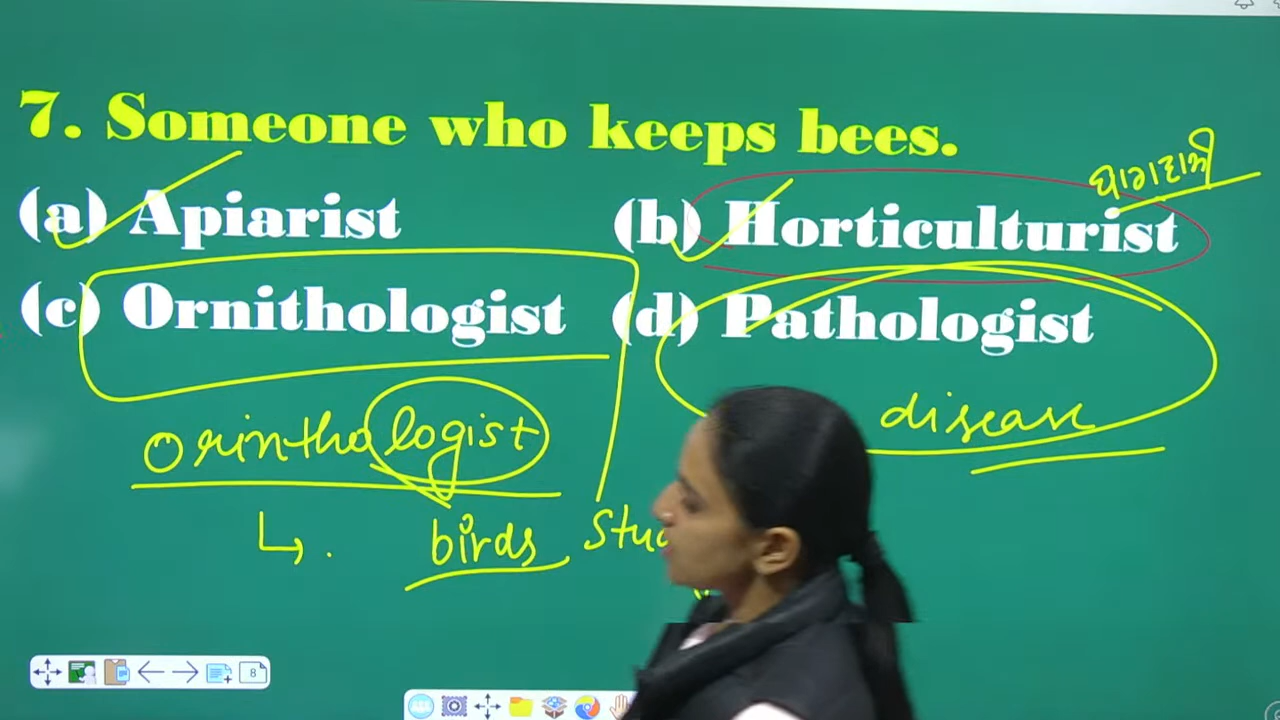 7. Someone who keeps bees.
(a) Apiarist
(b) Horticulturist
(c) Ornithologist
(d) Pathologist
disease
orinthologist
birds